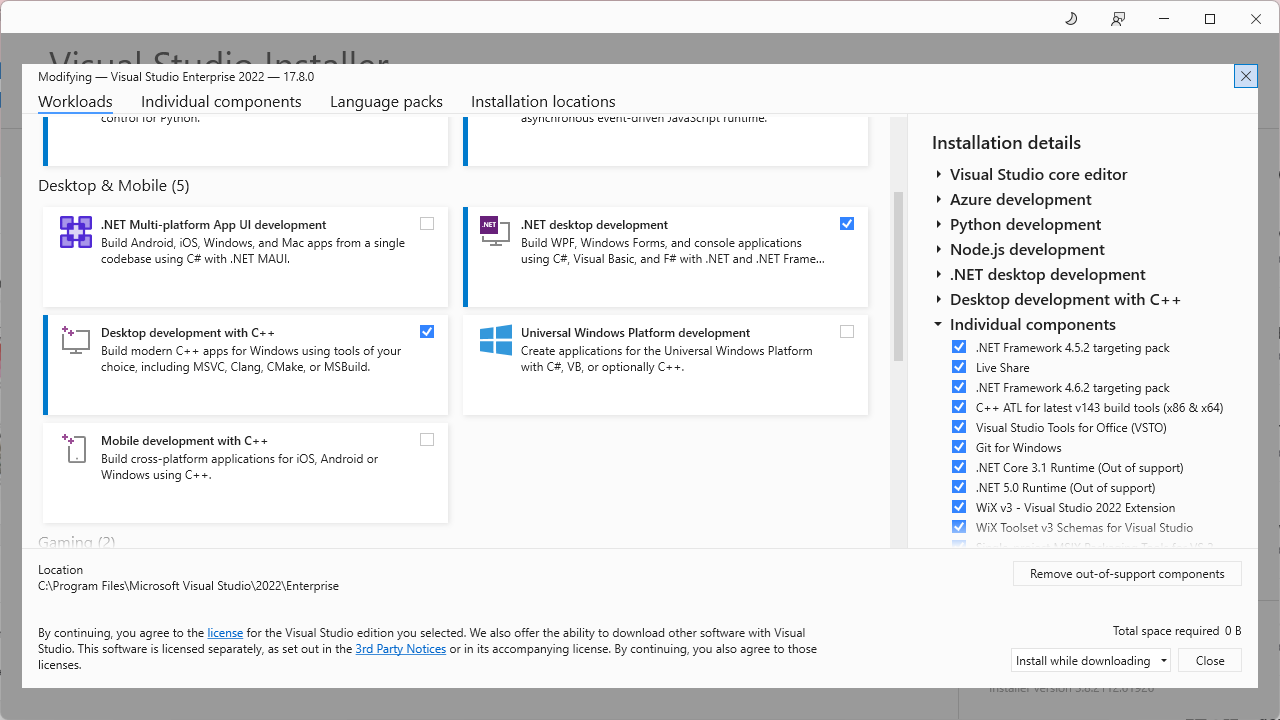 Visual Studio Installer
Modifying — Visual Studio Enterprise 2022 — 17.8.0
Workloads
Individual components
Language packs
Installation locations
control for Python.
asynchronous event-driven JavaScript runtime.
Desktop & Mobile (5)
.NET Multi-platform App UI development
Build Android, iOS, Windows, and Mac apps from a single
codebase using C# with .NET MAUI.
.NET
.NET desktop development
Build WPF, Windows Forms, and console applications
using C#, Visual Basic, and F# with .NET and .NET Frame...
Desktop development with C++
Build modern C++ apps for Windows using tools of your
choice, including MSVC, Clang, CMake, or MSBuild.
Universal Windows Platform development
Create applications for the Universal Windows Platform
with C#, VB, or optionally C++.
Mobile development with C++
Build cross-platform applications for iOS, Android or
Windows using C++.
Gaming (2)
Installation details
Visual Studio core editor
Azure development
Python development
Node.js development
.NET desktop development
Desktop development with C++
Individual components
.NET Framework 4.5.2 targeting pack
Live Share
.NET Framework 4.6.2 targeting pack
C++ ATL for latest v143 build tools (x86 & x64)
Visual Studio Tools for Office (VSTO)
Git for Windows
.NET Core 3.1 Runtime (Out of support)
.NET 5.0 Runtime (Out of support)
WiX v3 - Visual Studio 2022 Extension
WiX Toolset v3 Schemas for Visual Studio
Location
C:\Program Files\Microsoft Visual Studio\2022\Enterprise
Remove out-of-support components
By continuing, you agree to the license for the Visual Studio edition you selected. We also offer the ability to download other software with Visual
Studio. This software is licensed separately, as set out in the 3rd Party Notices or in its accompanying license. By continuing, you also agree to those
licenses.
Total space required 0 B
Install while downloading
Close